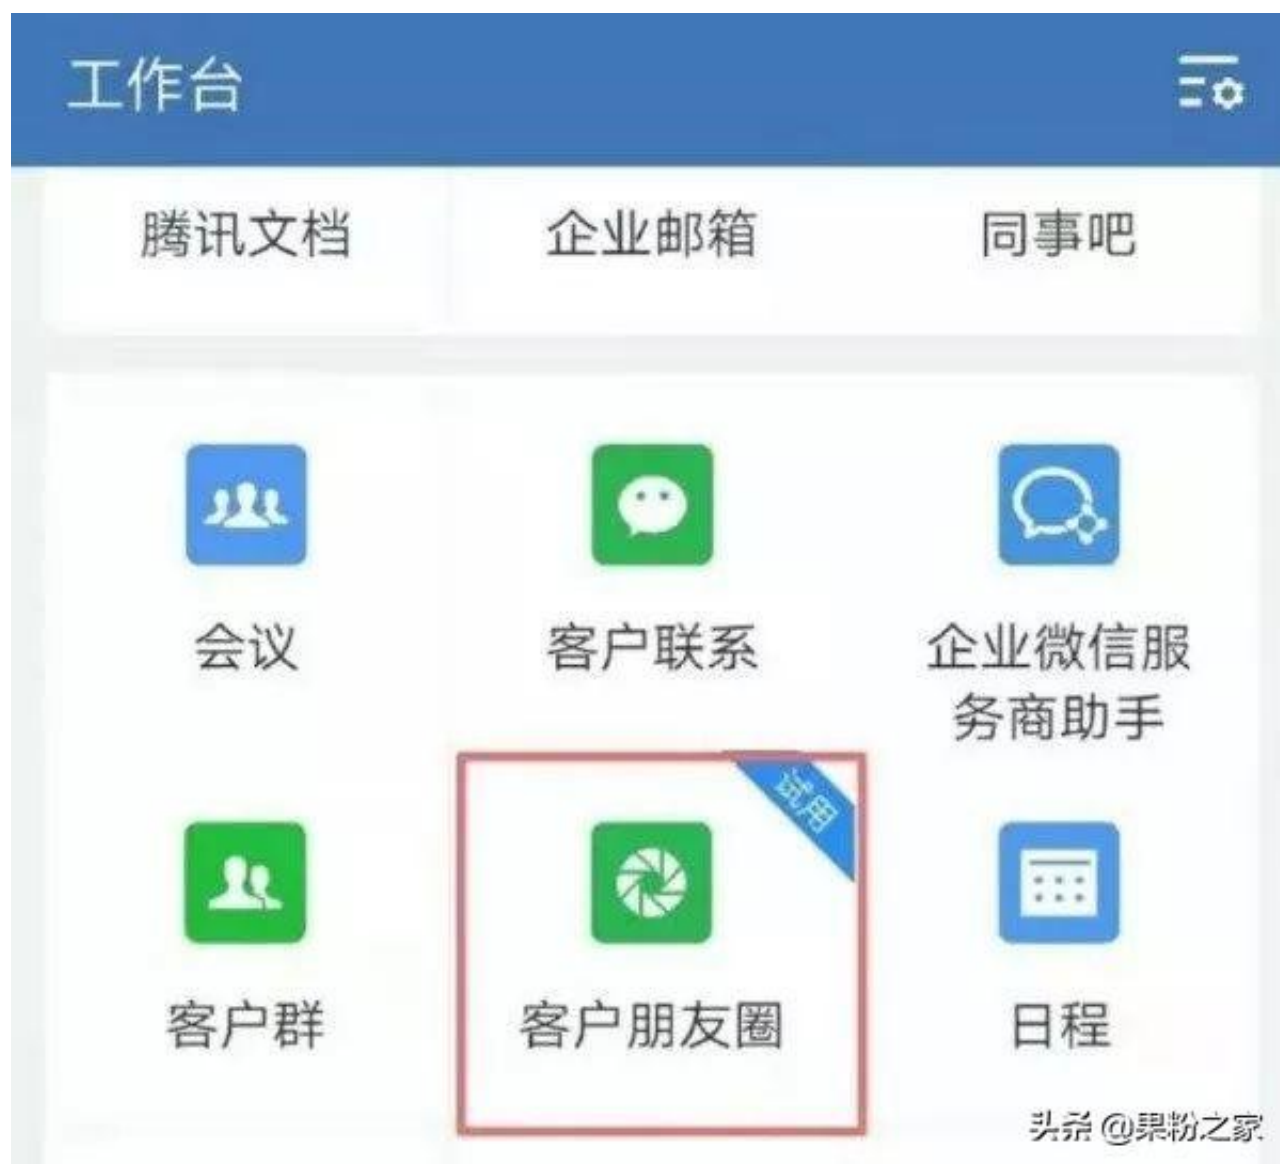 工作台
腾讯文档 企业邮箱 同事吧
会议 客户联系 企业微信服
务商助手
试用
客户群 客户朋友圈 日程
头条 @果粉之家